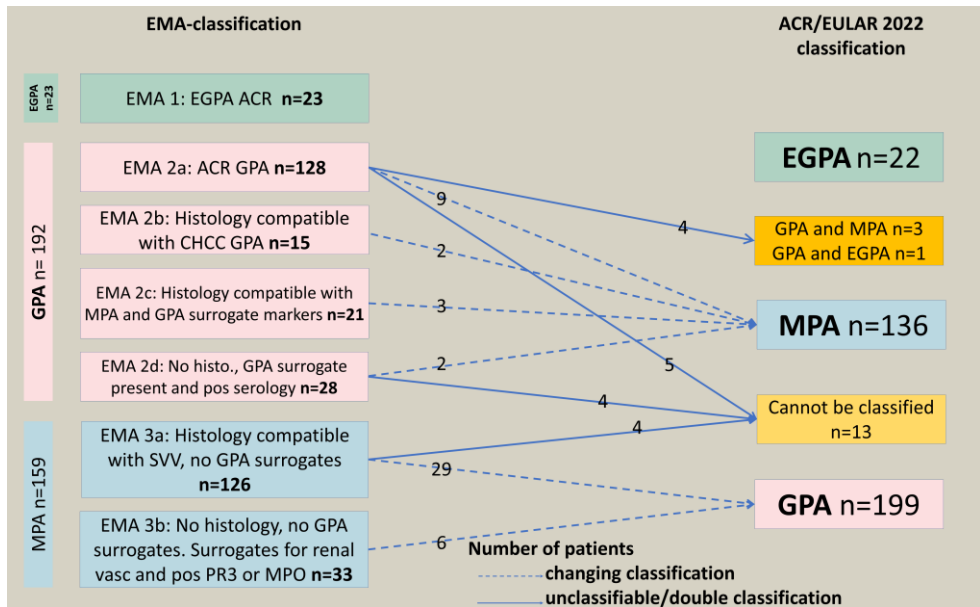 EMA-classification
ACR/EULAR 2022
classification
EGPA
n=23
EMA 1: EGPA ACR n=23
GPA n= 192
EMA 2a: ACR GPA n=128
EMA 2b: Histology compatible
with CHCC GPA n=15
EMA 2c: Histology compatible with
MPA and GPA surrogate markers n=21
EMA 2d: No histo., GPA surrogate
present and pos serology n=28
MPA n=159
EMA 3a: Histology compatible
with SVV, no GPA surrogates
n=126
EMA 3b: No histology, no GPA
surrogates. Surrogates for renal
vasc and pos PR3 or MPO n=33
9
4
2
3
2
5
4
4
29
6
EGPA n=22
GPA and MPA n=3
GPA and EGPA n=1
MPA n=136
Cannot be classified
n=13
GPA n=199
Number of patients
changing classification
unclassifiable/double classification